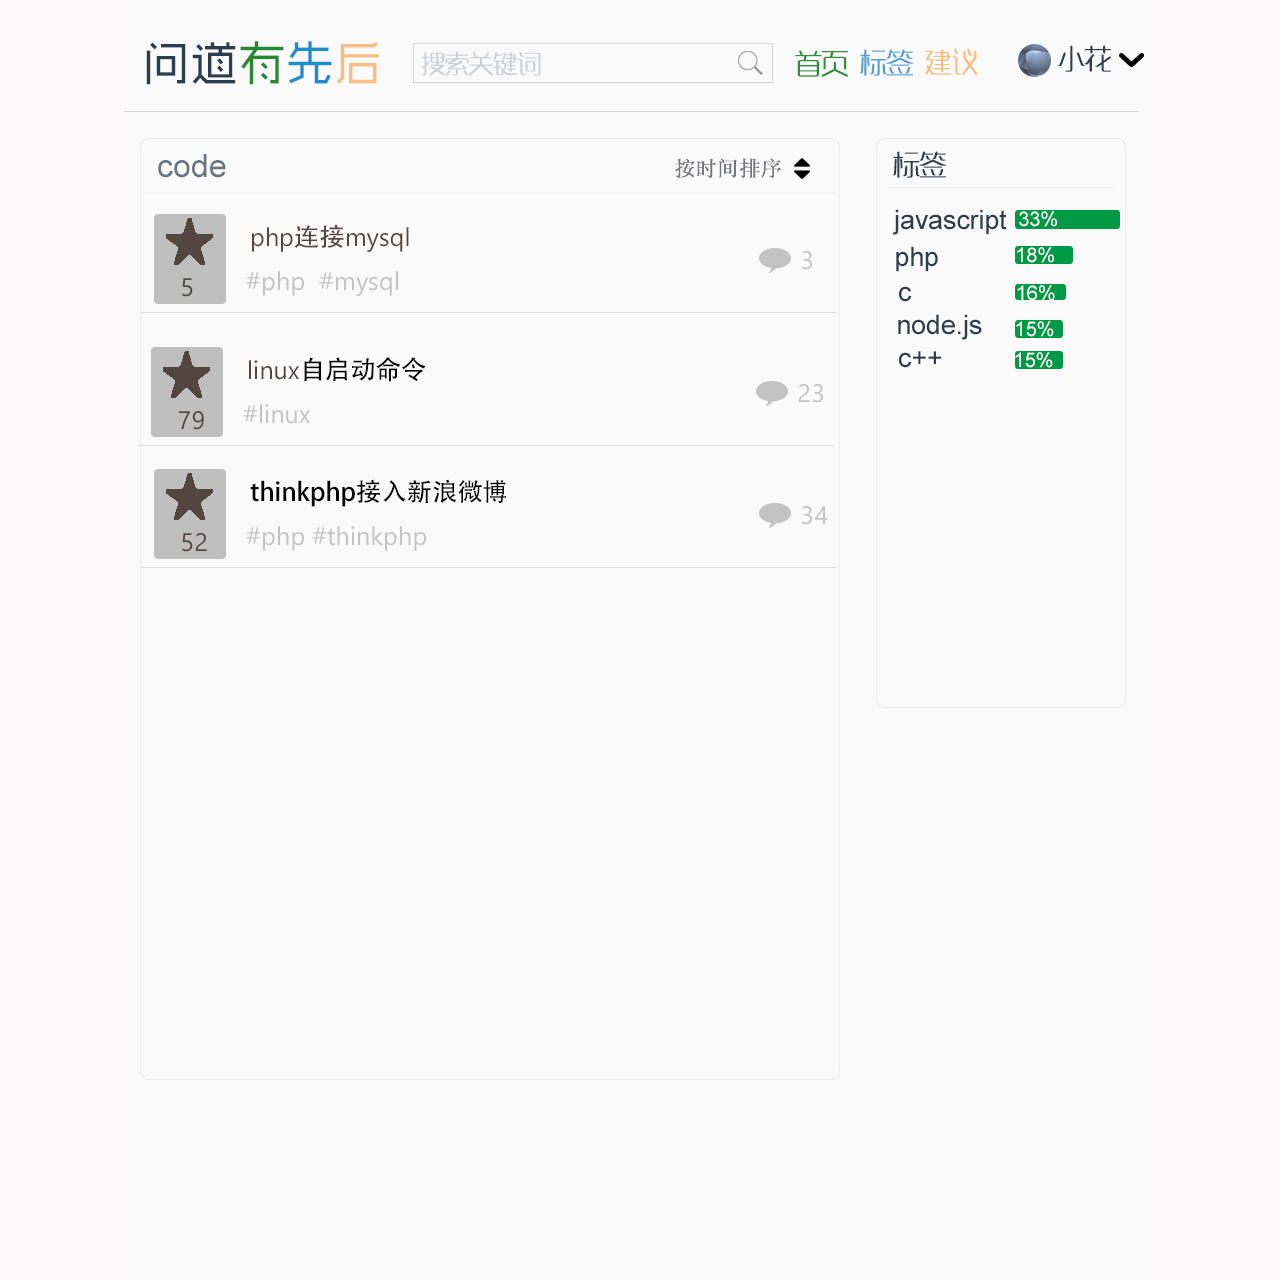 问道有先后
搜索关键词
首页 标签 建议
小花
code
按时间排序
php连接mysql
5
#php #mysql
3
linux自启动命令
79
#linux
23
thinkphp接入新浪微博
52
#php #thinkphp
34
标签
javascript 33%
php 18%
c 16%
node.js 15%
c++ 15%